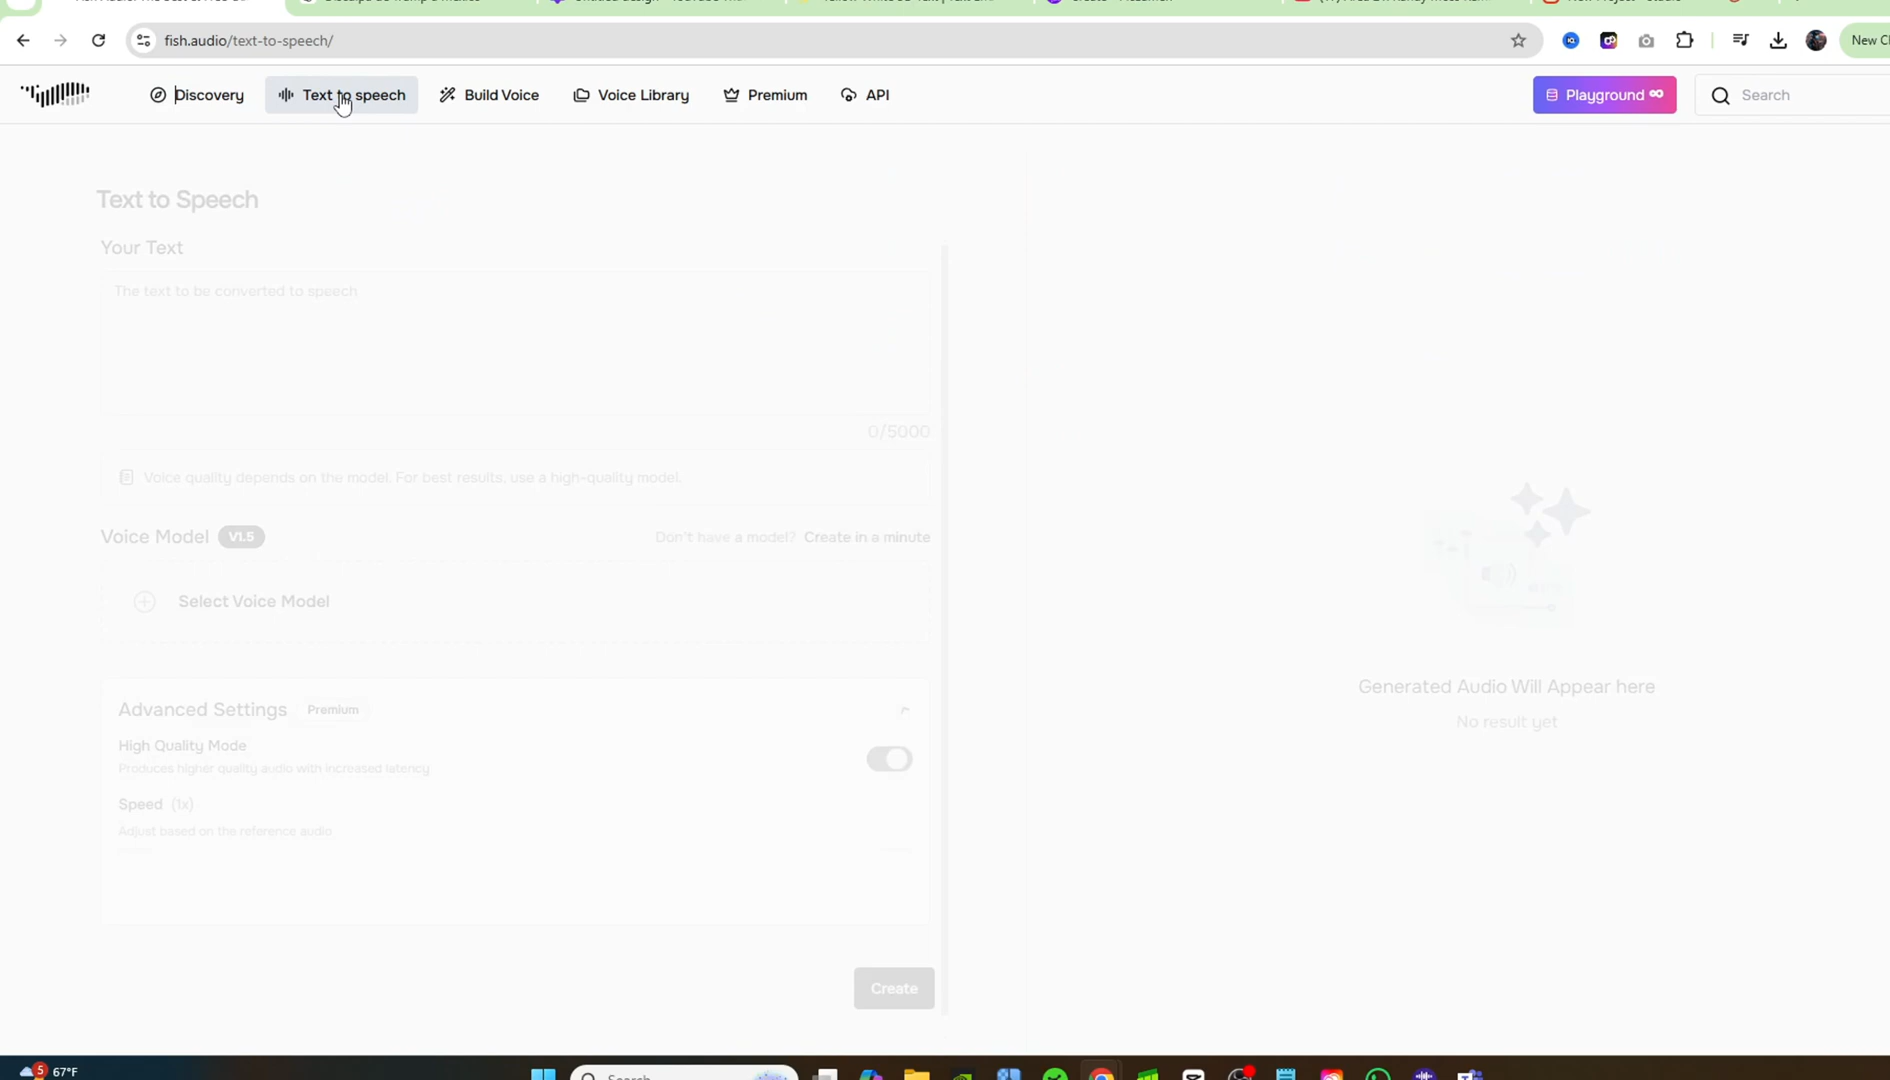 fish.audio/text-to-speech/
New C
Discovery
Text to speech
Build Voice
Voice Library
Premium
API
Playground
Search
Text to Speech
Your Text
The text to be converted to speech
0/5000
Voice quality depends on the model. For best results, use a high-quality model.
Voice Model V1.5
Don't have a model? Create in a minute
Select Voice Model
Advanced Settings Premium
High Quality Mode
Produces higher quality audio with increased latency
Speed (1x)
Adjust based on the reference audio
Create
Generated Audio Will Appear here
No result yet
5 67°F
Search